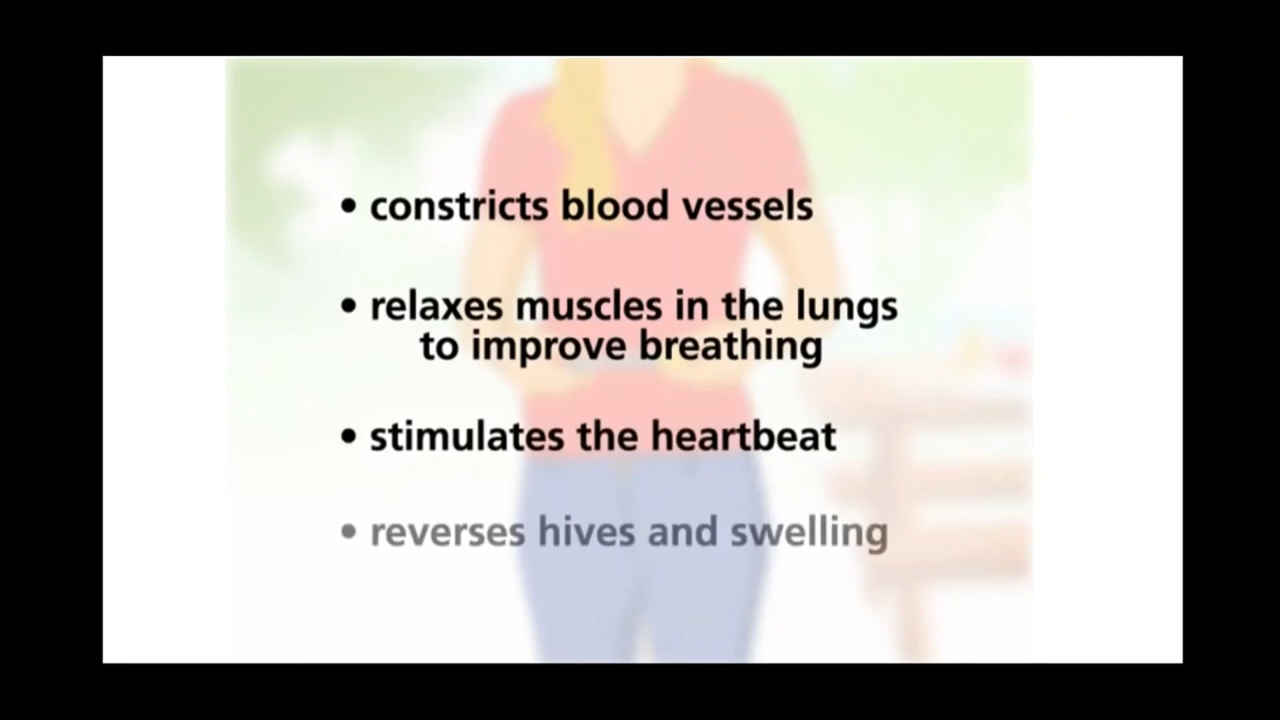 • constricts blood vessels
• relaxes muscles in the lungs
to improve breathing
• stimulates the heartbeat
• reverses hives and swelling